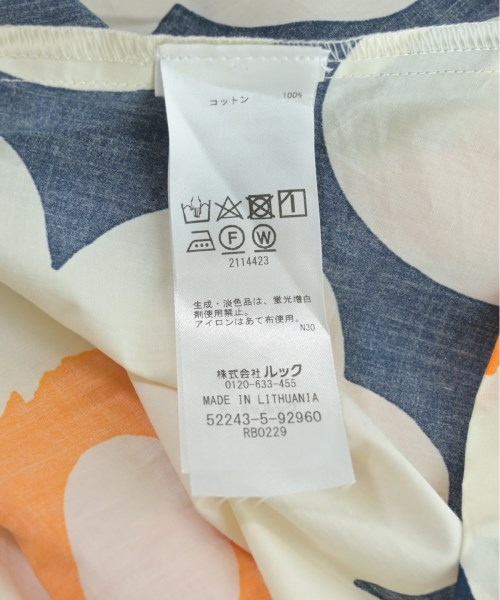 コットン 100%
F W
2114423
生成・淡色品は、蛍光増白
剤使用禁止。
アイロンはあて布使用。
N30
株式会社ルック
0120-633-455
MADE IN LITHUANIA
52243-5-92960
RB0229